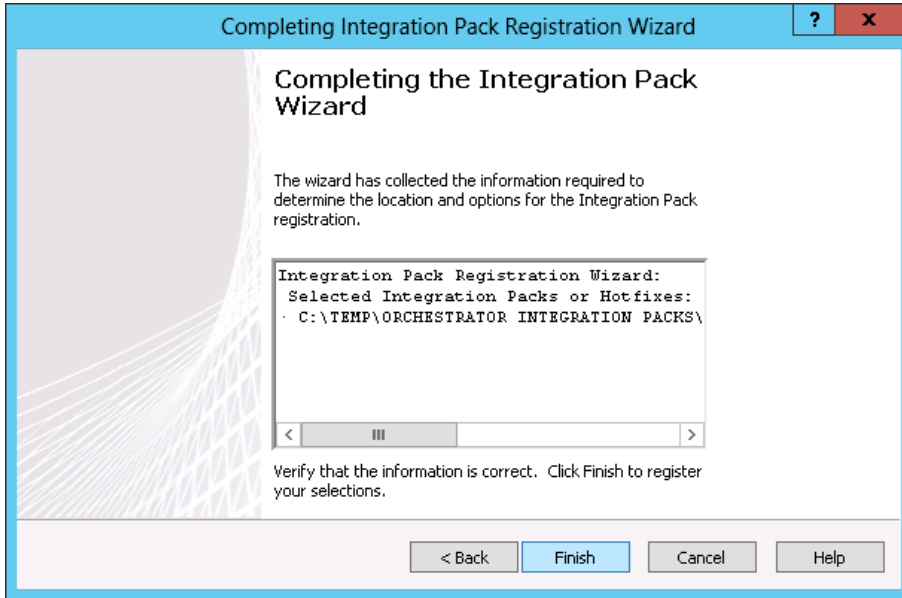 Completing Integration Pack Registration Wizard
? x
Completing the Integration Pack
Wizard
The wizard has collected the information required to
determine the location and options for the Integration Pack
registration.
Integration Pack Registration Wizard:
Selected Integration Packs or Hotfixes:
· C:\TEMP\ORCHESTRATOR INTEGRATION PACKS\
Verify that the information is correct.  Click Finish to register
your selections.
< Back Finish Cancel Help